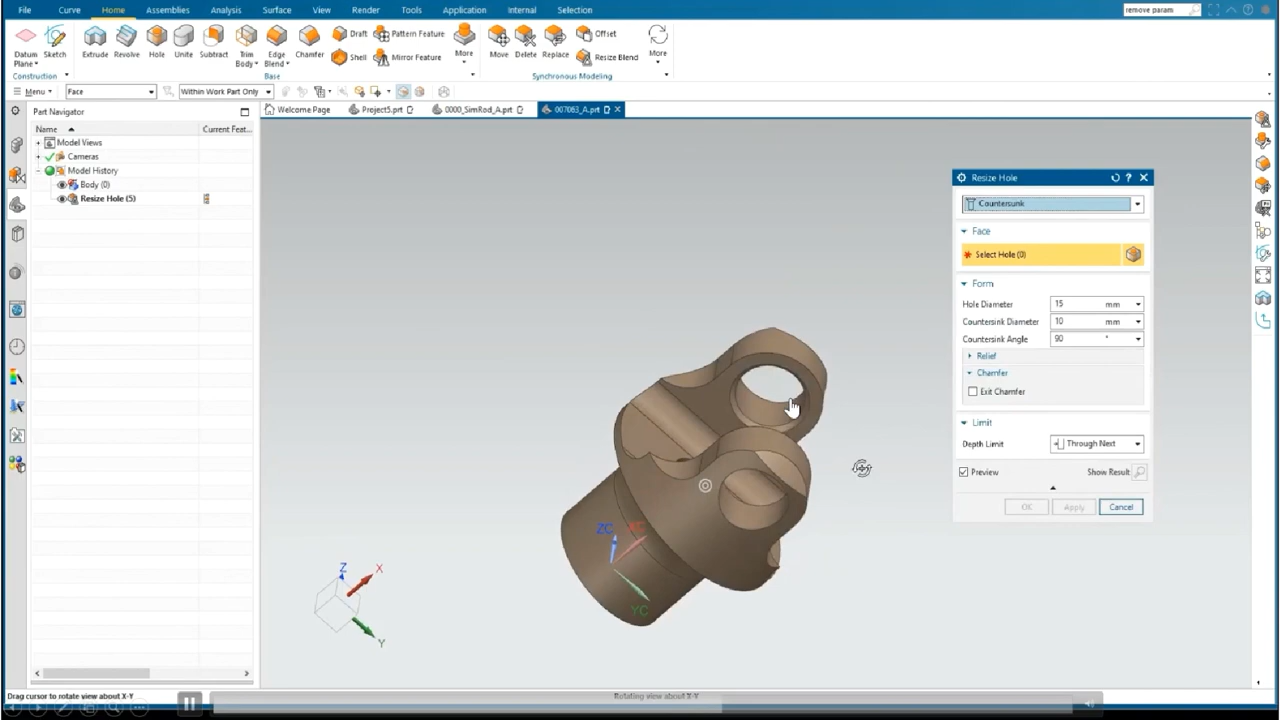 File Curve Home Assemblies Analysis Surface View Render Tools Application Internal Selection remove param
Datum Plane Sketch Extrude Revolve Hole Unite Subtract Trim Body Edge Blend Chamfer Draft Shell Pattern Feature Mirror Feature More Move Delete Replace Offset Resize Blend More
Construction Base Synchronous Modeling
Menu Face Within Work Part Only
Part Navigator Welcome Page Project5.prt 0000_SimRod_A.prt 007063_A.prt
Name Current Feat...
Model Views
Cameras
Model History
Body (0)
Resize Hole (5)
Resize Hole
Countersunk
Face
Select Hole (0)
Form
Hole Diameter 15 mm
Countersink Diameter 10 mm
Countersink Angle 90 °
Relief
Chamfer
Exit Chamfer
Limit
Depth Limit Through Next
Preview Show Result
OK Apply Cancel
ZC
YC
Z
X
Y
Drag cursor to rotate view about X-Y Rotating view about X-Y